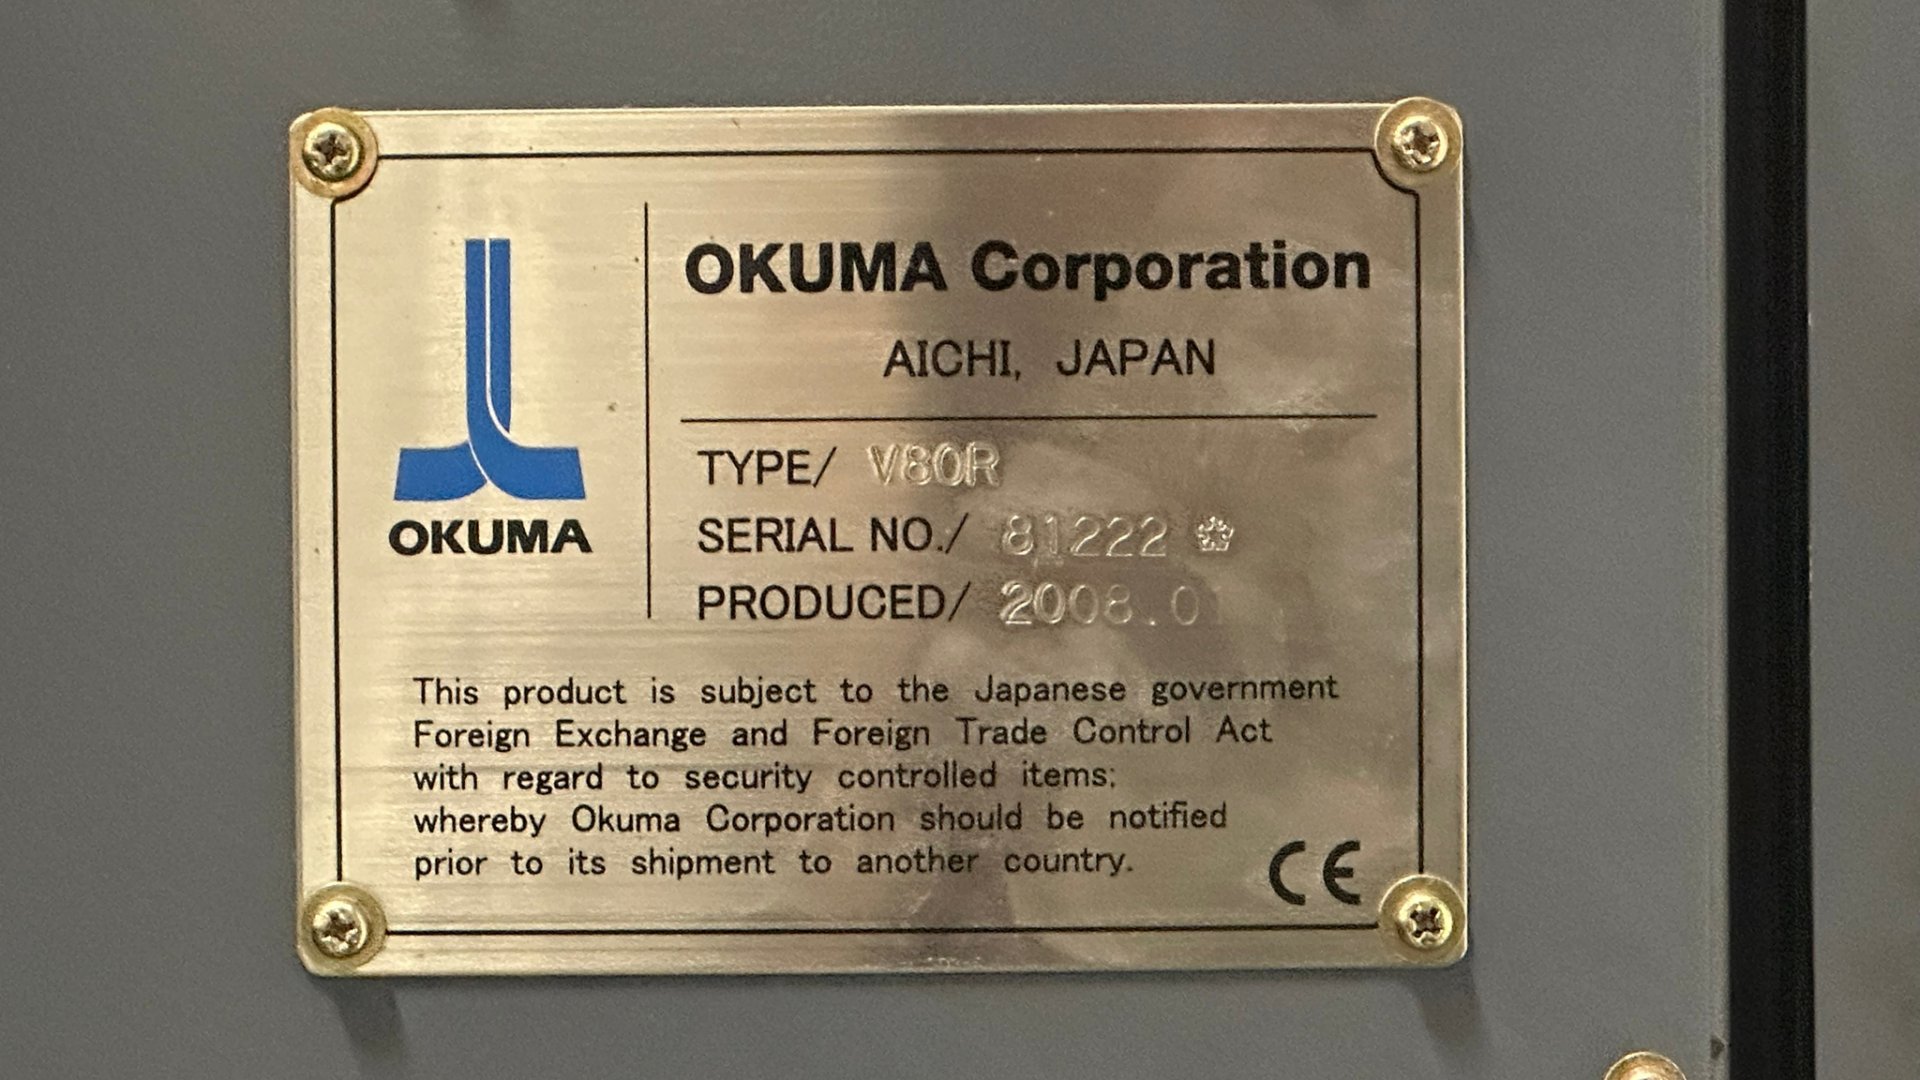 OKUMA Corporation
AICHI, JAPAN
TYPE/ V80R
SERIAL NO./ 81222
PRODUCED/
OKUMA
This product is subject to the Japanese government
Foreign Exchange and Foreign Trade Control Act
with regard to security controlled items;
whereby Okuma Corporation should be notified
prior to its shipment to another country.
CE